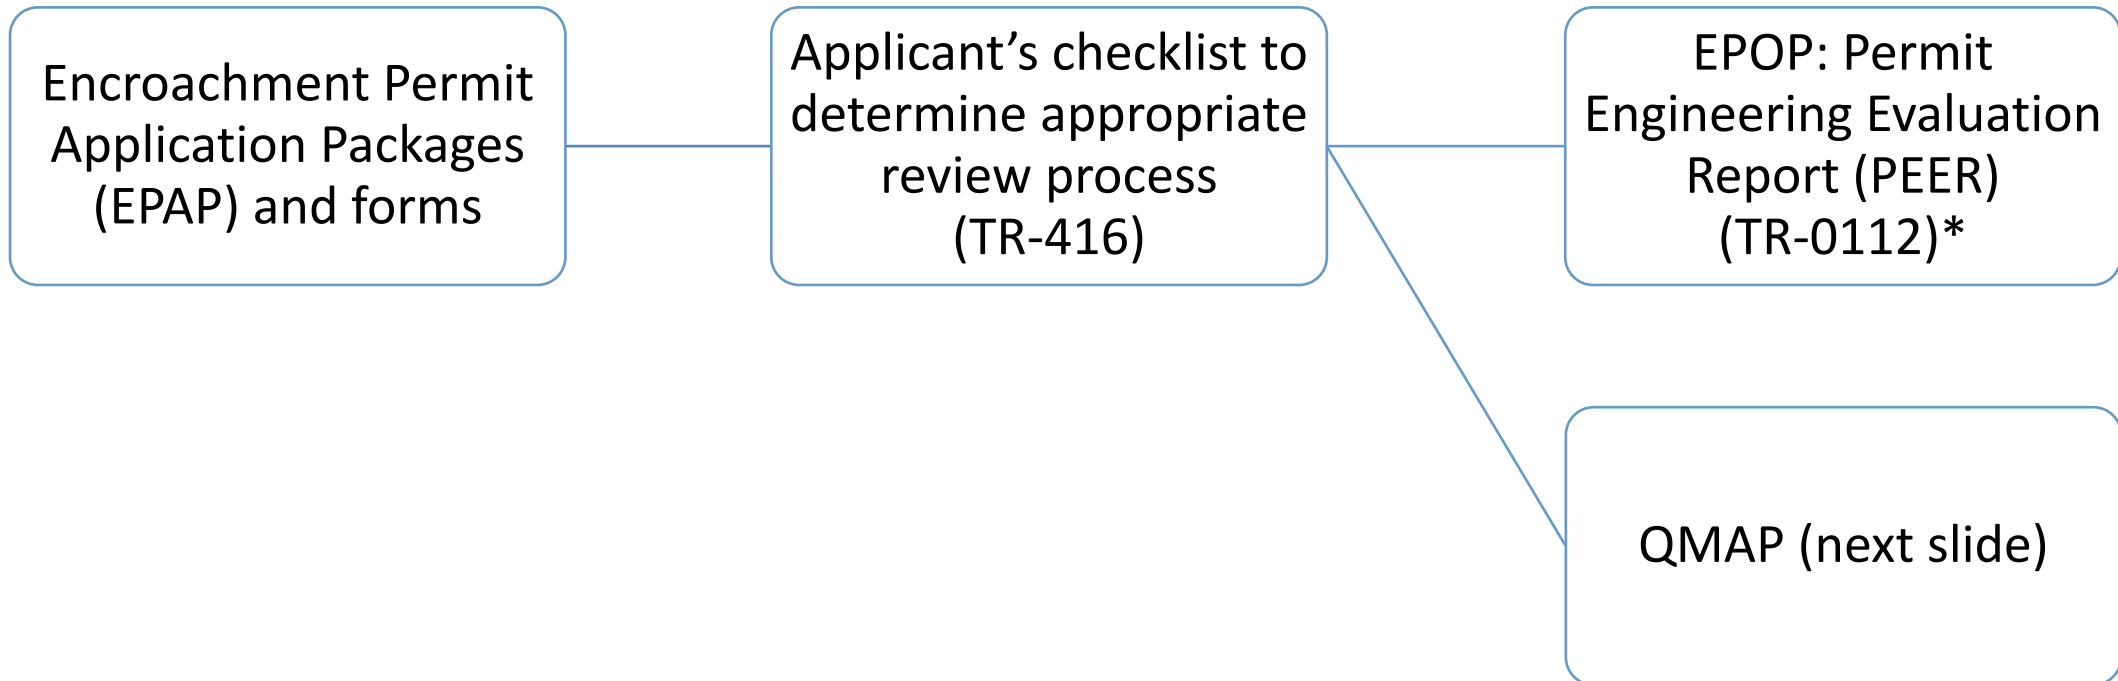 Encroachment Permit
Application Packages
(EPAP) and forms
Applicant’s checklist to
determine appropriate
review process
(TR-416)
EPOP: Permit
Engineering Evaluation
Report (PEER)
(TR-0112)*
QMAP (next slide)